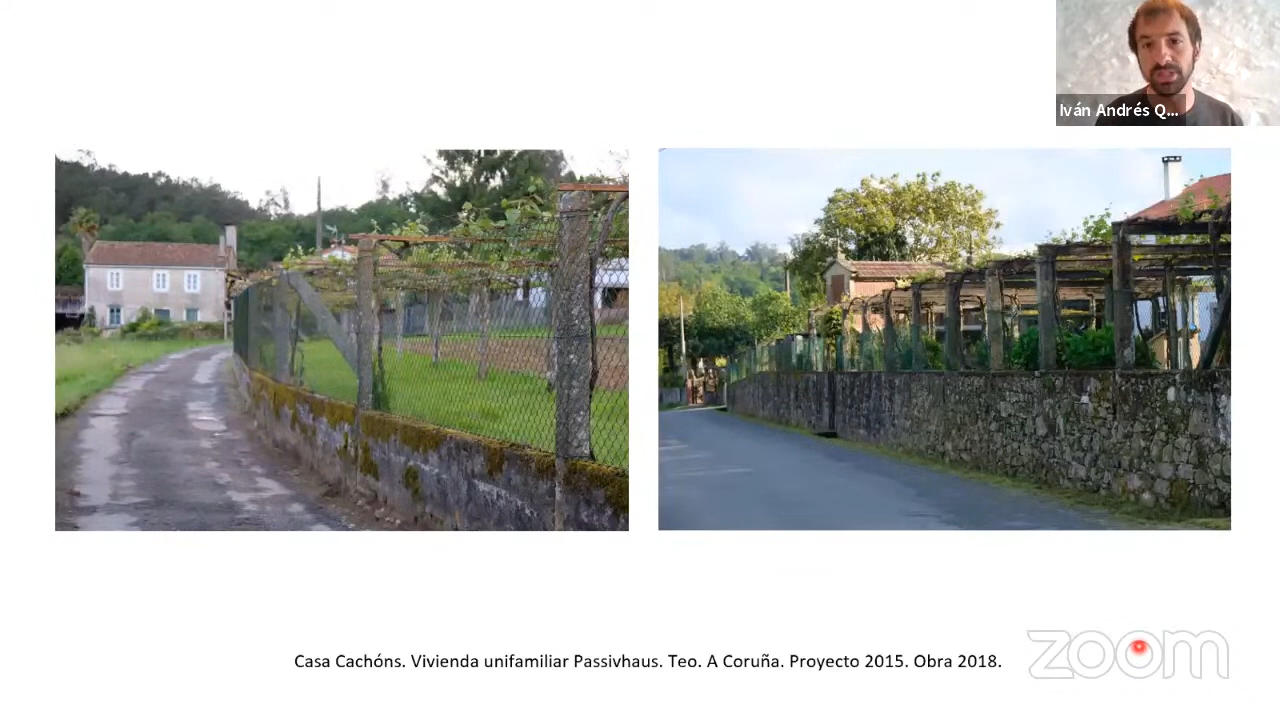 Iván Andrés Q...
Casa Cachóns. Vivienda unifamiliar Passivhaus. Teo. A Coruña. Proyecto 2015. Obra 2018.
zoom